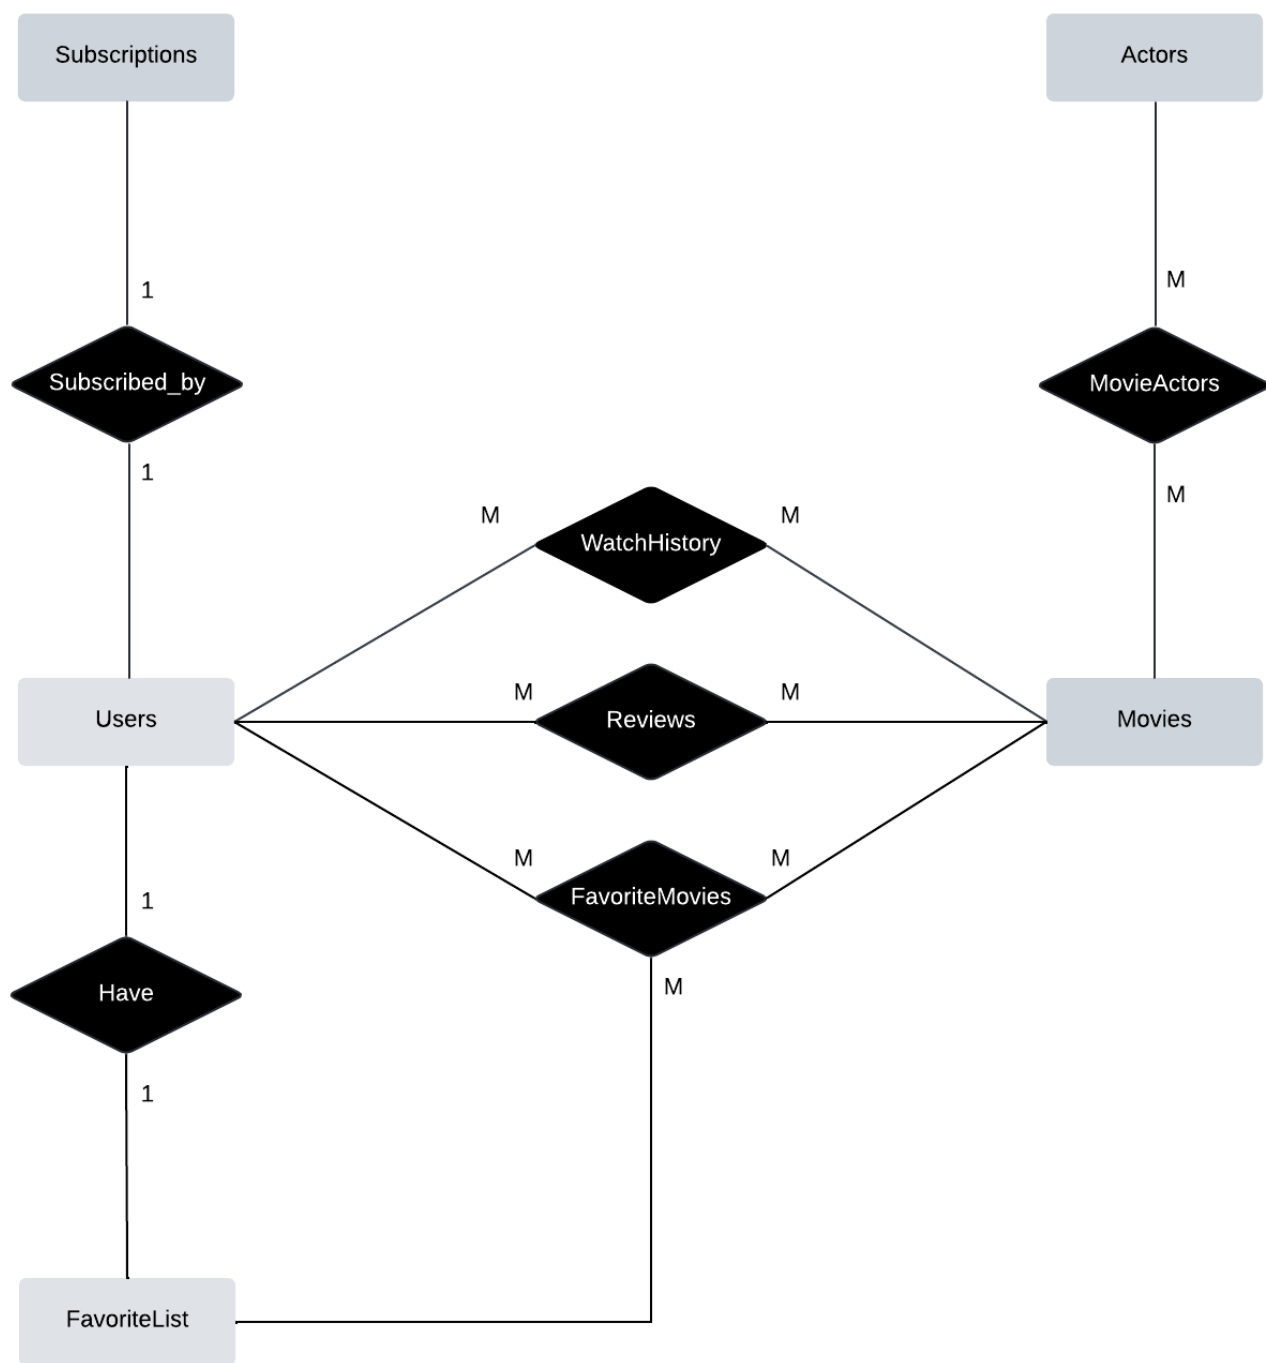 Subscriptions
Actors
M
1
Subscribed_by
MovieActors
1
M
M
M
WatchHistory
M
M
Users
Reviews
Movies
M
M
FavoriteMovies
1
M
Have
1
FavoriteList